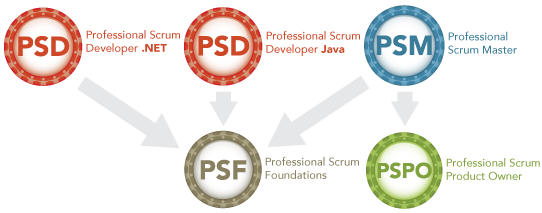 PSD
Professional Scrum
Developer .NET
PSD
Professional Scrum
Developer Java
PSM
Professional
Scrum Master
PSF
Professional Scrum
Foundations
PSPO
Professional Scrum
Product Owner